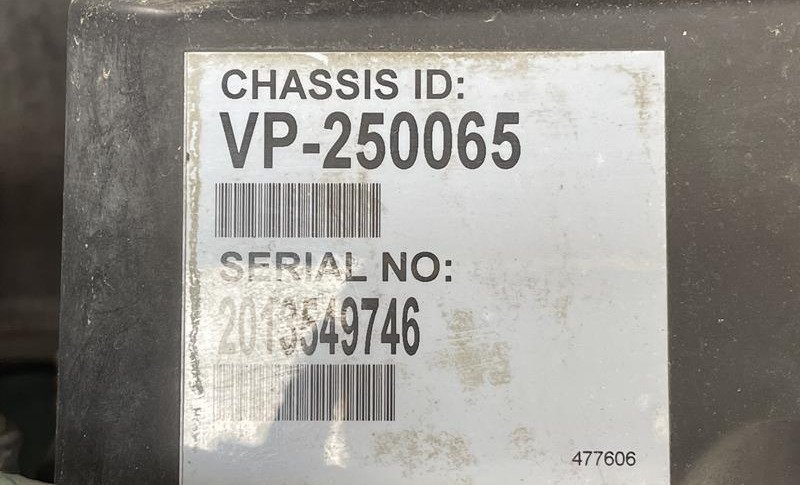 CHASSIS ID:
VP-250065
SERIAL NO:
2013549746
477606